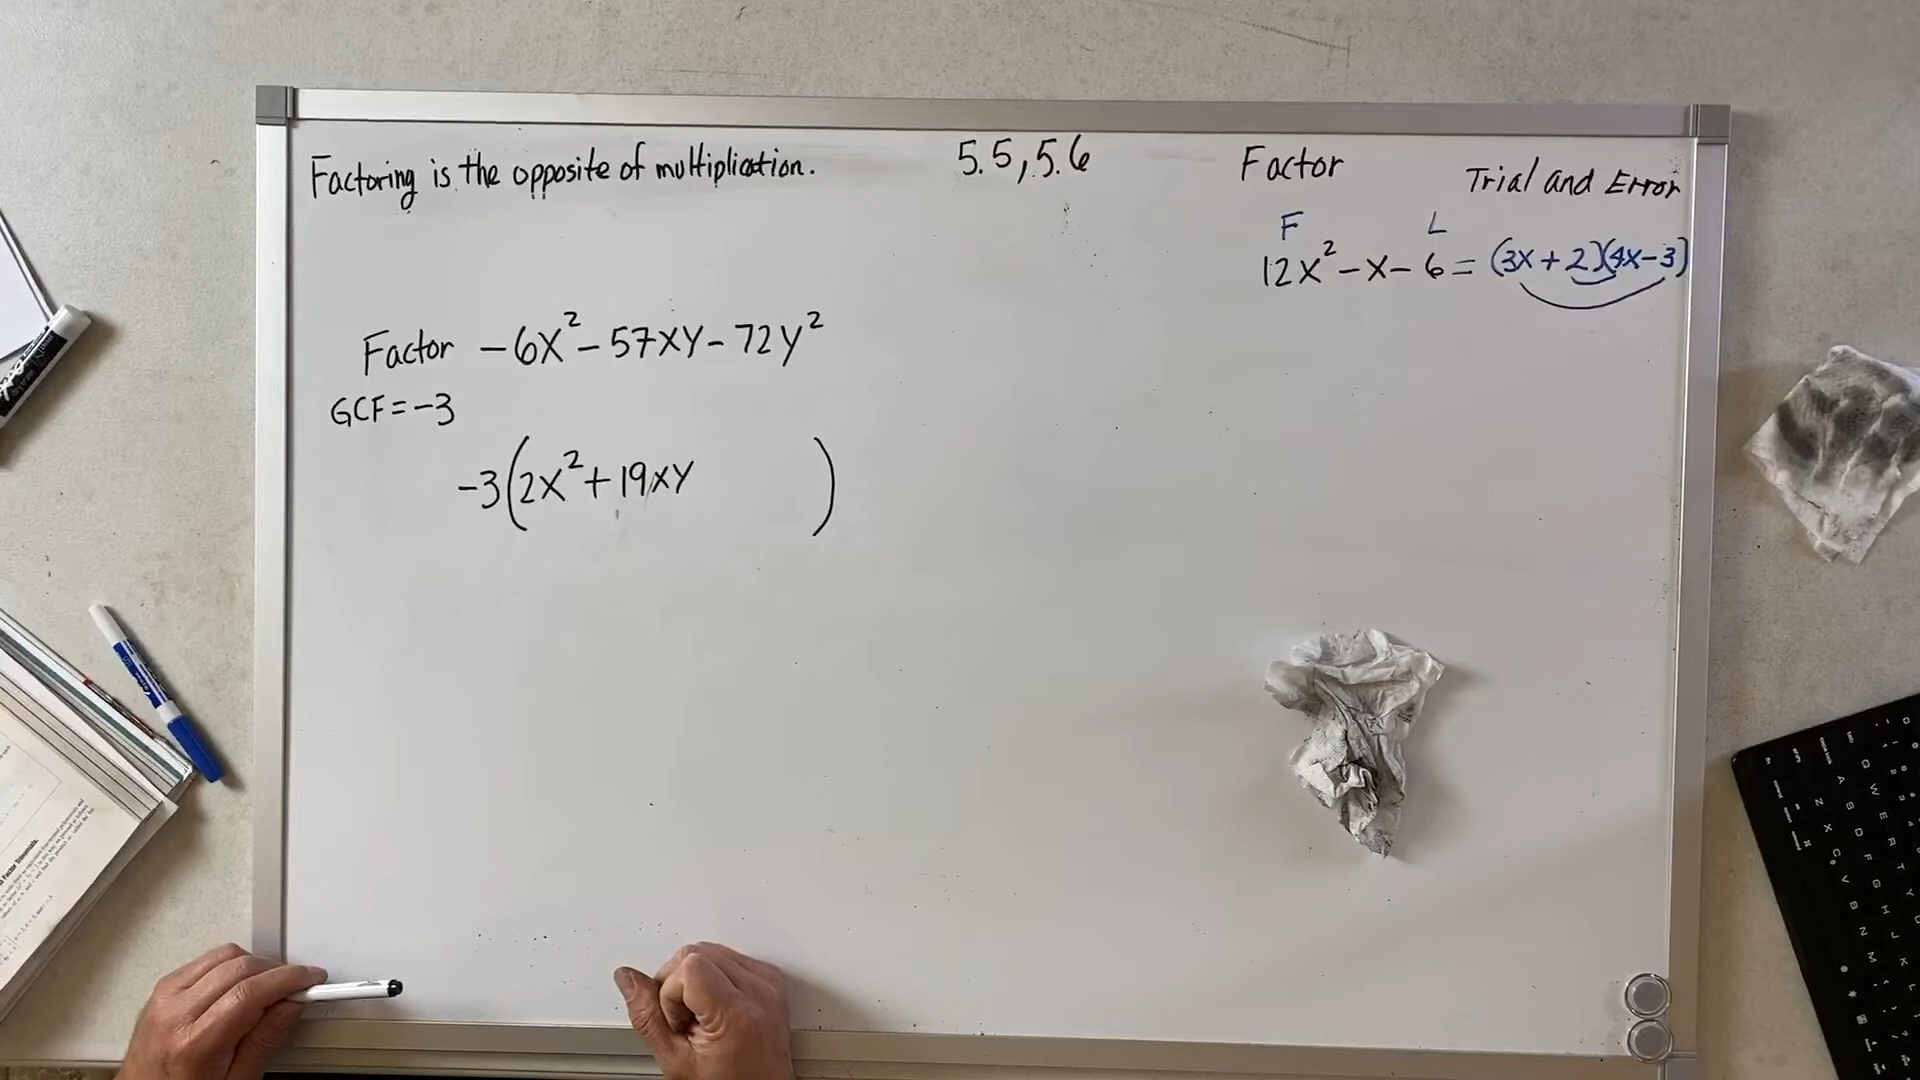 Factoring is the opposite of multiplication.
5.5, 5.6
Factor
Trial and Error
F L
12x² - x - 6 = (3x + 2)(4x - 3)
Factor -6x² - 57xy - 72y²
GCF = -3
-3(2x² + 19xy )